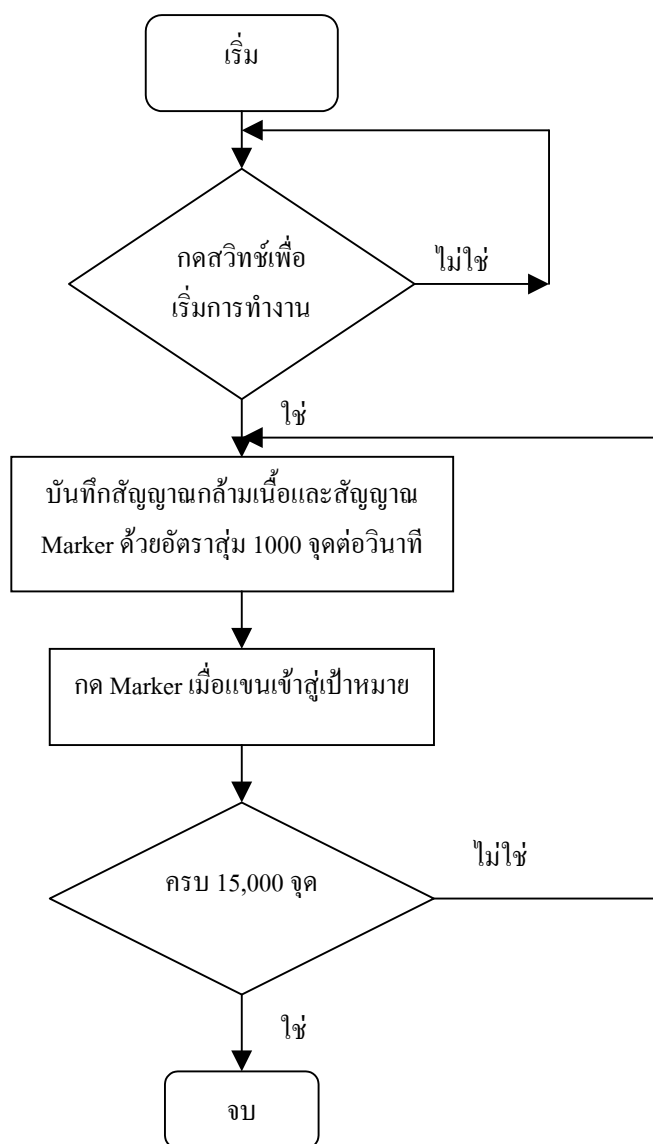 เริ่ม
กดสวิทช์เพื่อ
เริ่มการทำงาน
ไม่ใช่
ใช่
บันทึกสัญญาณกล้ามเนื้อและสัญญาณ
Marker ด้วยอัตราสุ่ม 1000 จุดต่อวินาที
กด Marker เมื่อแขนเข้าสู่เป้าหมาย
ครบ 15,000 จุด
ไม่ใช่
ใช่
จบ